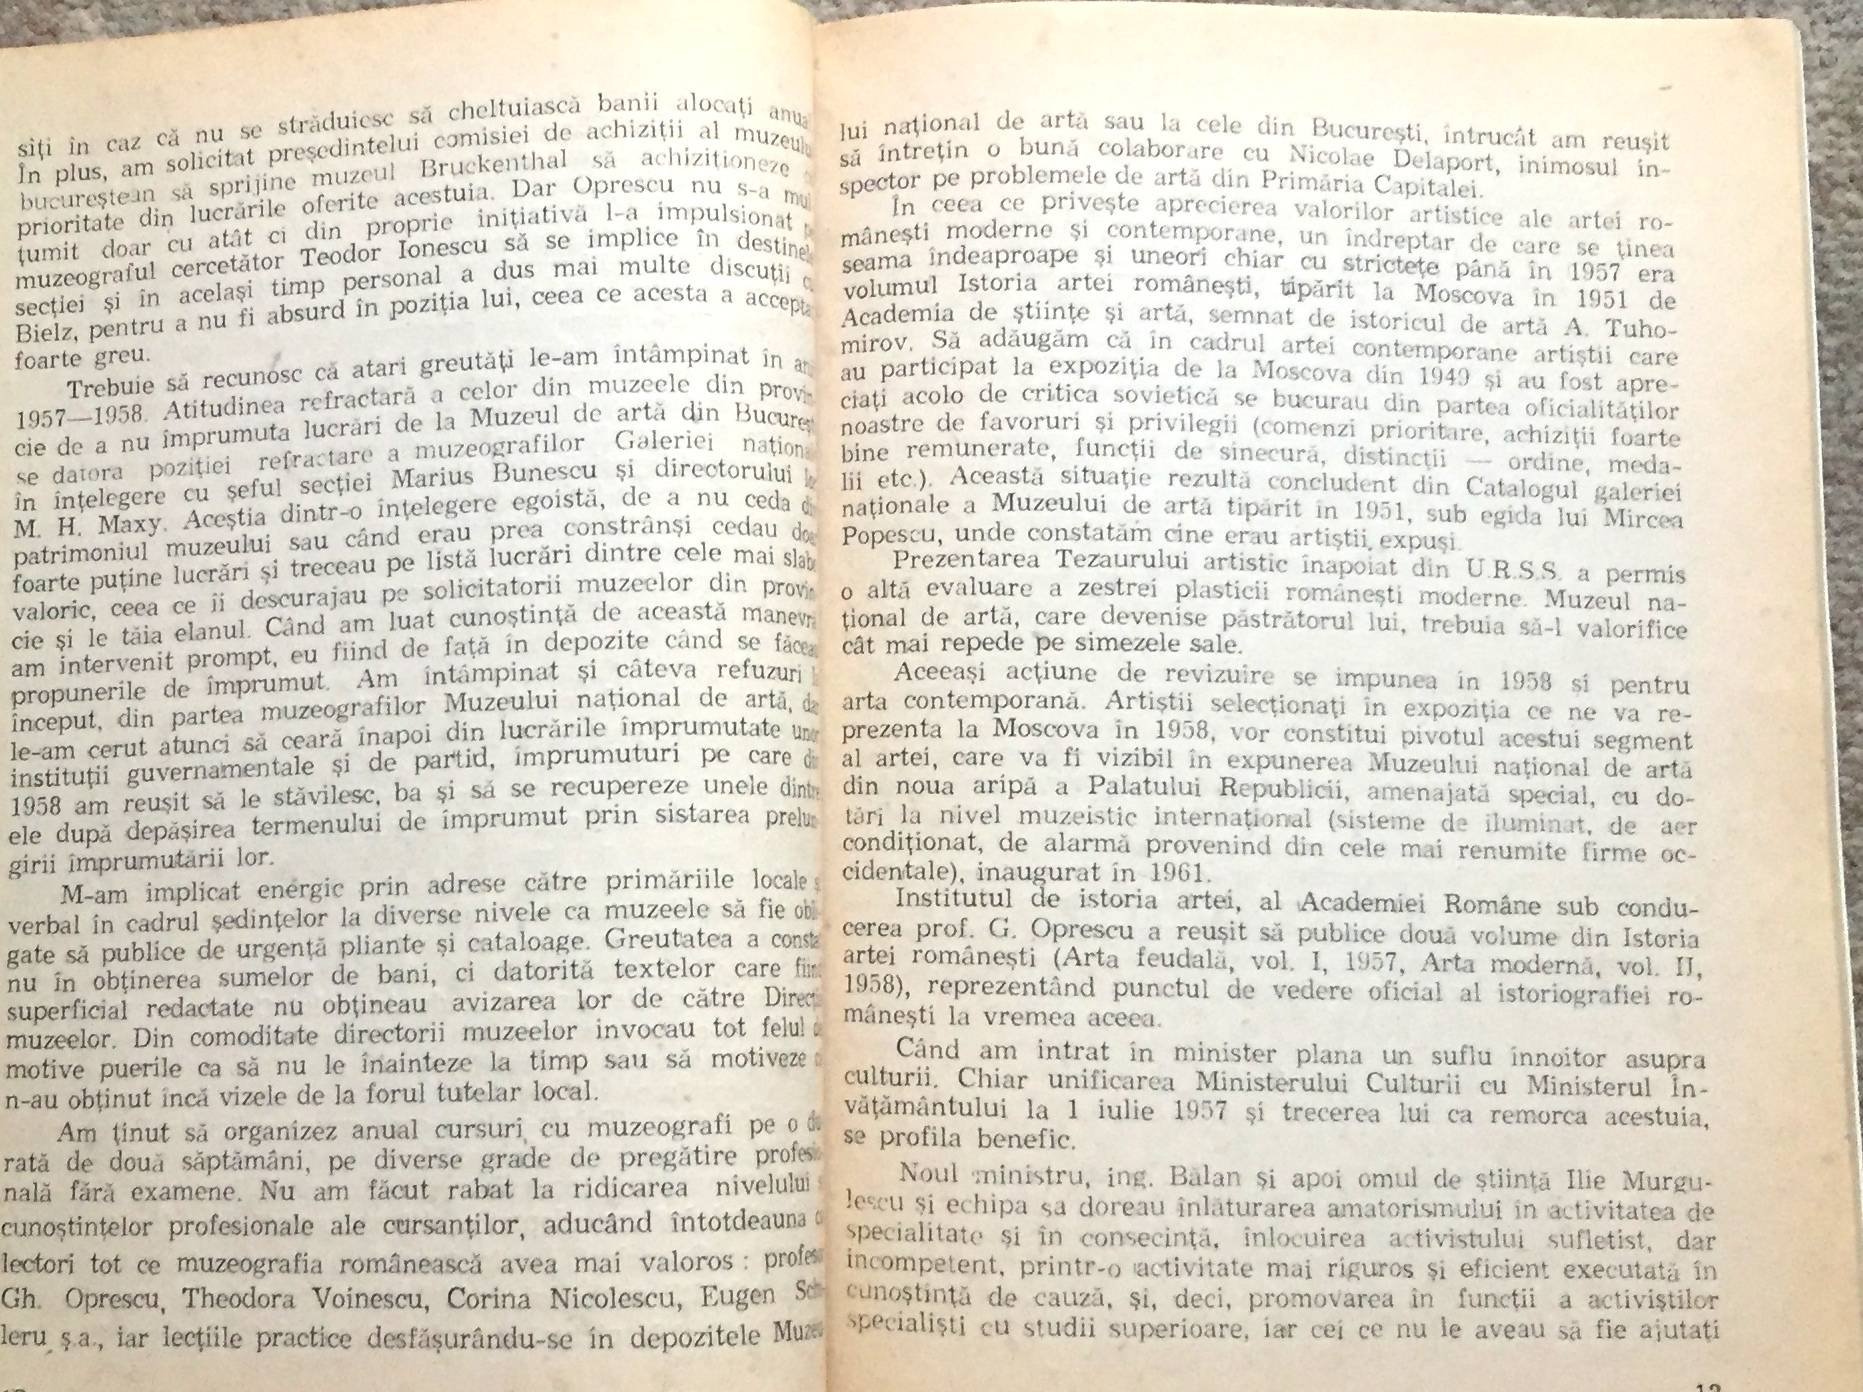 siți în caz că nu se străduiesc să cheltuiască banii alocați
În plus, am solicitat președintelui comisiei de achiziții al
bucureștean să sprijine muzeul Bruckenthal să achiziționeze
prioritate din lucrările oferite acestuia. Dar Oprescu nu s-a
țumit doar cu atât ci din proprie inițiativă l-a impulsionat
muzeograful cercetător Teodor Ionescu să se implice în
secției și în același timp personal a dus mai multe discuții
Bielz, pentru a nu fi absurd în poziția lui, ceea ce acesta a
foarte greu.
Trebuie să recunosc că atari greutăți le-am întâmpinat în
1957—1958. Atitudinea refractară a celor din muzeele din provin
cie de a nu împrumuta lucrări de la Muzeul de artă din
se datora poziției refractare a muzeografilor Galeriei
în înțelegere cu șeful secției Marius Bunescu și directorului
M. H. Maxy. Aceștia dintr-o înțelegere egoistă, de a nu ceda
patrimoniul muzeului sau când erau prea constrânși cedau
foarte puține lucrări și treceau pe listă lucrări dintre cele mai slab
valoric, ceea ce îi descurajau pe solicitatorii muzeelor din provin
cie și le tăia elanul. Când am luat cunoștință de această
am intervenit prompt, eu fiind de față în depozite când se
propunerile de împrumut. Am întâmpinat și câteva refuzuri
început, din partea muzeografilor Muzeului național de artă,
le-am cerut atunci să ceară înapoi din lucrările împrumutate
instituții guvernamentale și de partid, împrumuturi pe care
1958 am reușit să le stăvilesc, ba și să se recupereze unele
ele după depășirea termenului de împrumut prin sistarea prelun
girii împrumutării lor.
M-am implicat energic prin adrese către primăriile locale
verbal în cadrul ședințelor la diverse nivele ca muzeele să fie obli
gate să publice de urgență pliante și cataloage. Greutatea a
nu în obținerea sumelor de bani, ci datorită textelor care
superficial redactate nu obțineau avizarea lor de către
muzeelor. Din comoditate directorii muzeelor invocau tot felul
motive puerile ca să nu le înainteze la timp sau să motiveze
n-au obținut încă vizele de la forul tutelar local.
Am ținut să organizez anual cursuri cu muzeografi pe o du
rată de două săptămâni, pe diverse grade de pregătire profesio
nală fără examene. Nu am făcut rabat la ridicarea nivelului
cunoștințelor profesionale ale cursanților, aducând întotdeauna
lectori tot ce muzeografia românească avea mai valoros : profes
Gh. Oprescu, Theodora Voinescu, Corina Nicolescu, Eugen
leru ș.a., iar lecțiile practice desfășurându-se în depozitele
lui național de artă sau la cele din București, întrucât am reușit
să întrețin o bună colaborare cu Nicolae Delaport, inimosul in-
spector pe problemele de artă din Primăria Capitalei.
În ceea ce privește aprecierea valorilor artistice ale artei ro-
mânești moderne și contemporane, un îndreptar de care se ținea
seama îndeaproape și uneori chiar cu strictețe până în 1957 era
volumul Istoria artei românești, tipărit la Moscova în 1951 de
Academia de științe și artă, semnat de istoricul de artă A. Tuho-
mirov. Să adăugăm că în cadrul artei contemporane artiștii care
au participat la expoziția de la Moscova din 1949 și au fost apre-
ciați acolo de critica sovietică se bucurau din partea oficialităților
noastre de favoruri și privilegii (comenzi prioritare, achiziții foarte
bine remunerate, funcții de sinecură, distincții — ordine, meda-
lii etc.). Această situație rezultă concludent din Catalogul galeriei
naționale a Muzeului de artă tipărit în 1951, sub egida lui Mircea
Popescu, unde constatăm cine erau artiștii expuși.
Prezentarea Tezaurului artistic înapoiat din U.R.S.S. a permis
o altă evaluare a zestrei plasticii românești moderne. Muzeul na-
țional de artă, care devenise păstrătorul lui, trebuia să-l valorifice
cât mai repede pe simezele sale.
Aceeași acțiune de revizuire se impunea în 1958 si pentru
arta contemporană. Artiștii selecționați în expoziția ce ne va re-
prezenta la Moscova în 1958, vor constitui pivotul acestui segment
al artei, care va fi vizibil în expunerea Muzeului național de artă
din noua aripă a Palatului Republicii, amenajată special, cu do-
tări la nivel muzeistic internațional (sisteme de iluminat, de aer
condiționat, de alarmă provenind din cele mai renumite firme oc-
cidentale), inaugurat în 1961.
Institutul de istoria artei, al Academiei Române sub condu-
cerea prof. G. Oprescu a reușit să publice două volume din Istoria
artei românești (Arta feudală, vol. I, 1957, Arta modernă, vol. II,
1958), reprezentând punctul de vedere oficial al istoriografiei ro-
mânești la vremea aceea.
Când am intrat în minister plana un suflu înnoitor asupra
culturii. Chiar unificarea Ministerului Culturii cu Ministerul În-
vățământului la 1 iulie 1957 și trecerea lui ca remorca acestuia,
se profila benefic.
Noul ministru, ing. Bălan și apoi omul de știință Ilie Murgu-
lescu și echipa sa doreau înlăturarea amatorismului în activitatea de
specialitate și în consecință, înlocuirea activistului sufletist, dar
incompetent, printr-o activitate mai riguros și eficient executată în
cunoștință de cauză, și, deci, promovarea în funcții a activiștilor
specialiști cu studii superioare, iar cei ce nu le aveau să fie ajutați